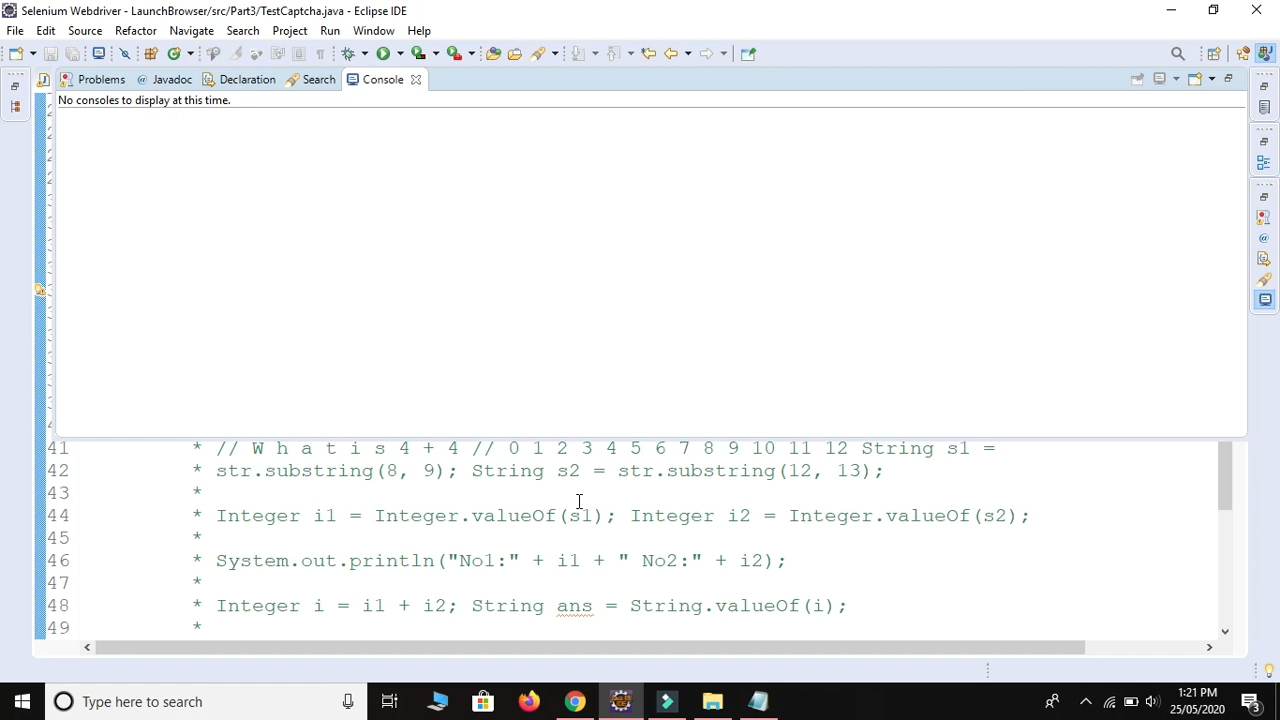 Selenium Webdriver - LaunchBrowser/src/Part3/TestCaptcha.java - Eclipse IDE
File Edit Source Refactor Navigate Search Project Run Window Help
Problems @ Javadoc Declaration Search Console
No consoles to display at this time.
41 * // W h a t i s 4 + 4 // 0 1 2 3 4 5 6 7 8 9 10 11 12 String s1 =
42 * str.substring(8, 9); String s2 = str.substring(12, 13);
43 *
44 * Integer i1 = Integer.valueOf(s1); Integer i2 = Integer.valueOf(s2);
45 *
46 * System.out.println("No1:" + i1 + " No2:" + i2);
47 *
48 * Integer i = i1 + i2; String ans = String.valueOf(i);
49 *
Type here to search
1:21 PM
25/05/2020
3